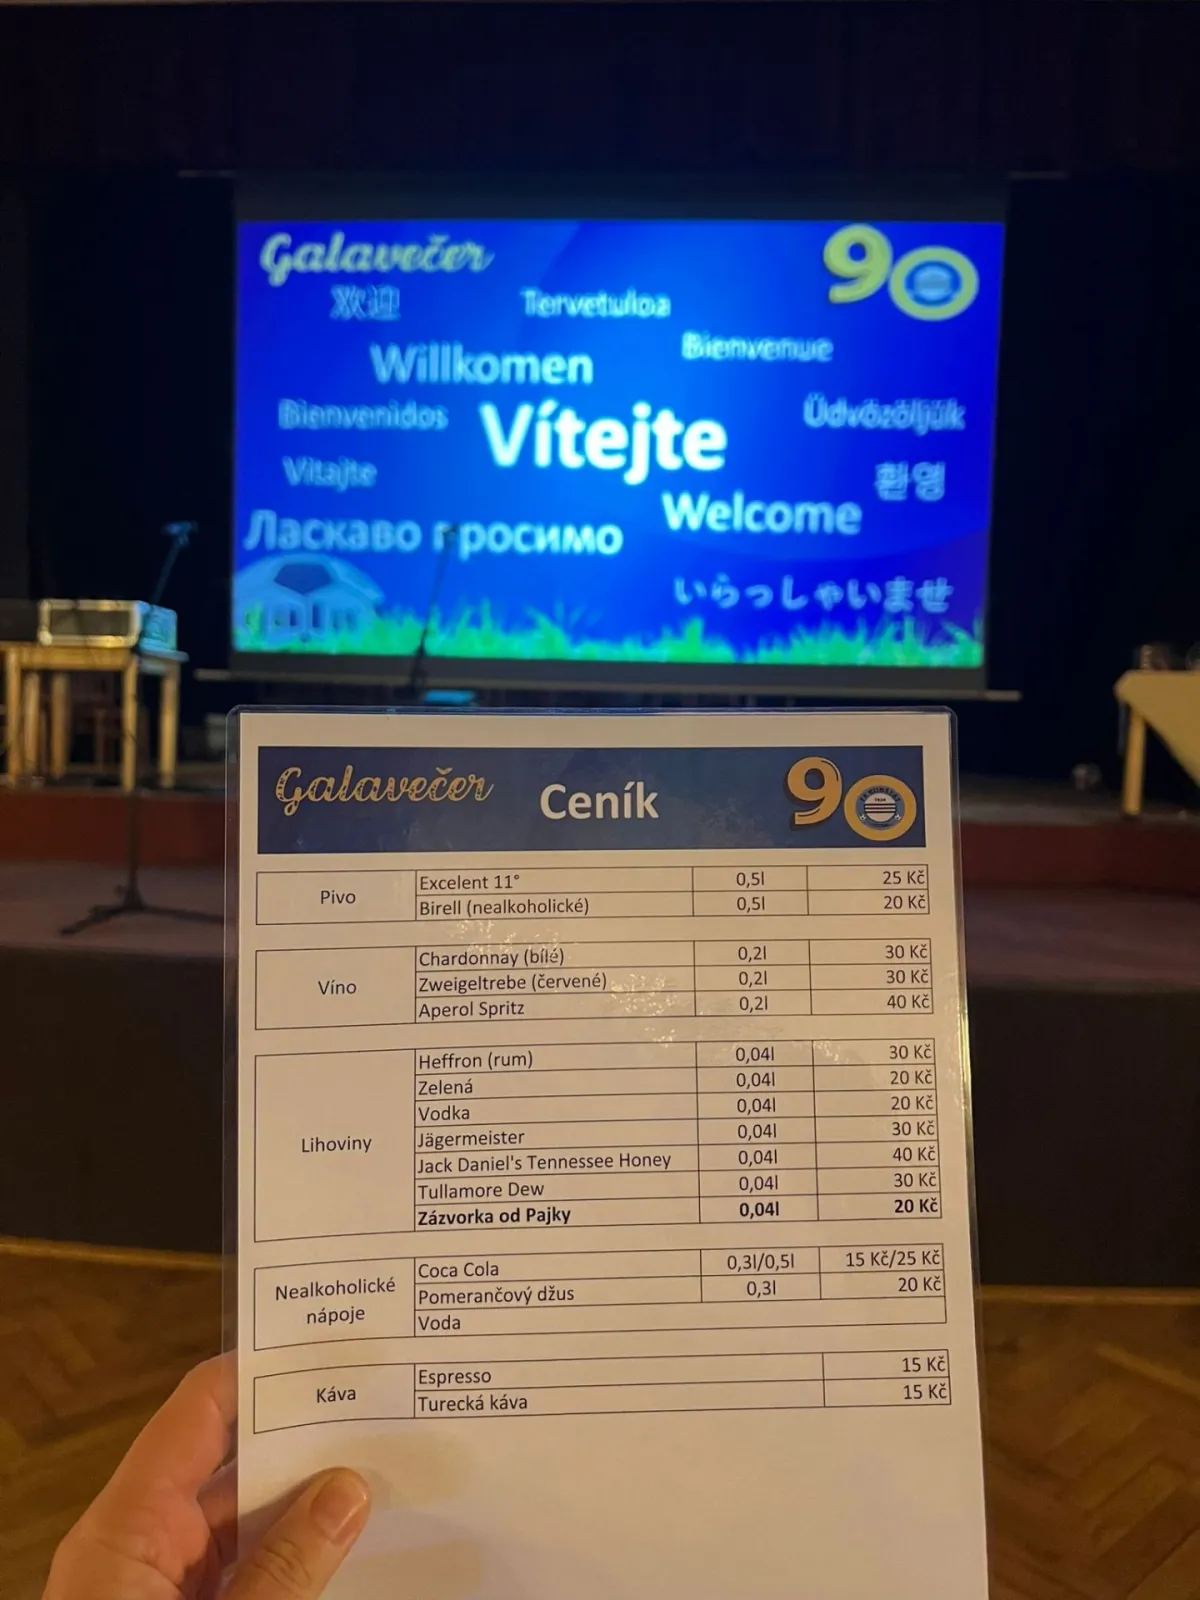 Galavečer
90
欢迎
Tervetuloa
Bienvenue
Willkomen
Bienvenidos
Vítejte
Üdvözöljük
Vitajte
환영
Welcome
Ласкаво просимо
いらっしゃいませ
Galavečer Ceník 90
Pivo
Excelent 11° 0,5l 25 Kč
Birell (nealkoholické) 0,5l 20 Kč
Víno
Chardonnay (bílé) 0,2l 30 Kč
Zweigeltrebe (červené) 0,2l 30 Kč
Aperol Spritz 0,2l 40 Kč
Lihoviny
Heffron (rum) 0,04l 30 Kč
Zelená 0,04l 20 Kč
Vodka 0,04l 20 Kč
Jägermeister 0,04l 30 Kč
Jack Daniel's Tennessee Honey 0,04l 40 Kč
Tullamore Dew 0,04l 30 Kč
Zázvorka od Pajky 0,04l 20 Kč
Nealkoholické
nápoje
Coca Cola 0,3l/0,5l 15 Kč/25 Kč
Pomerančový džus 0,3l 20 Kč
Voda
Káva
Espresso 15 Kč
Turecká káva 15 Kč